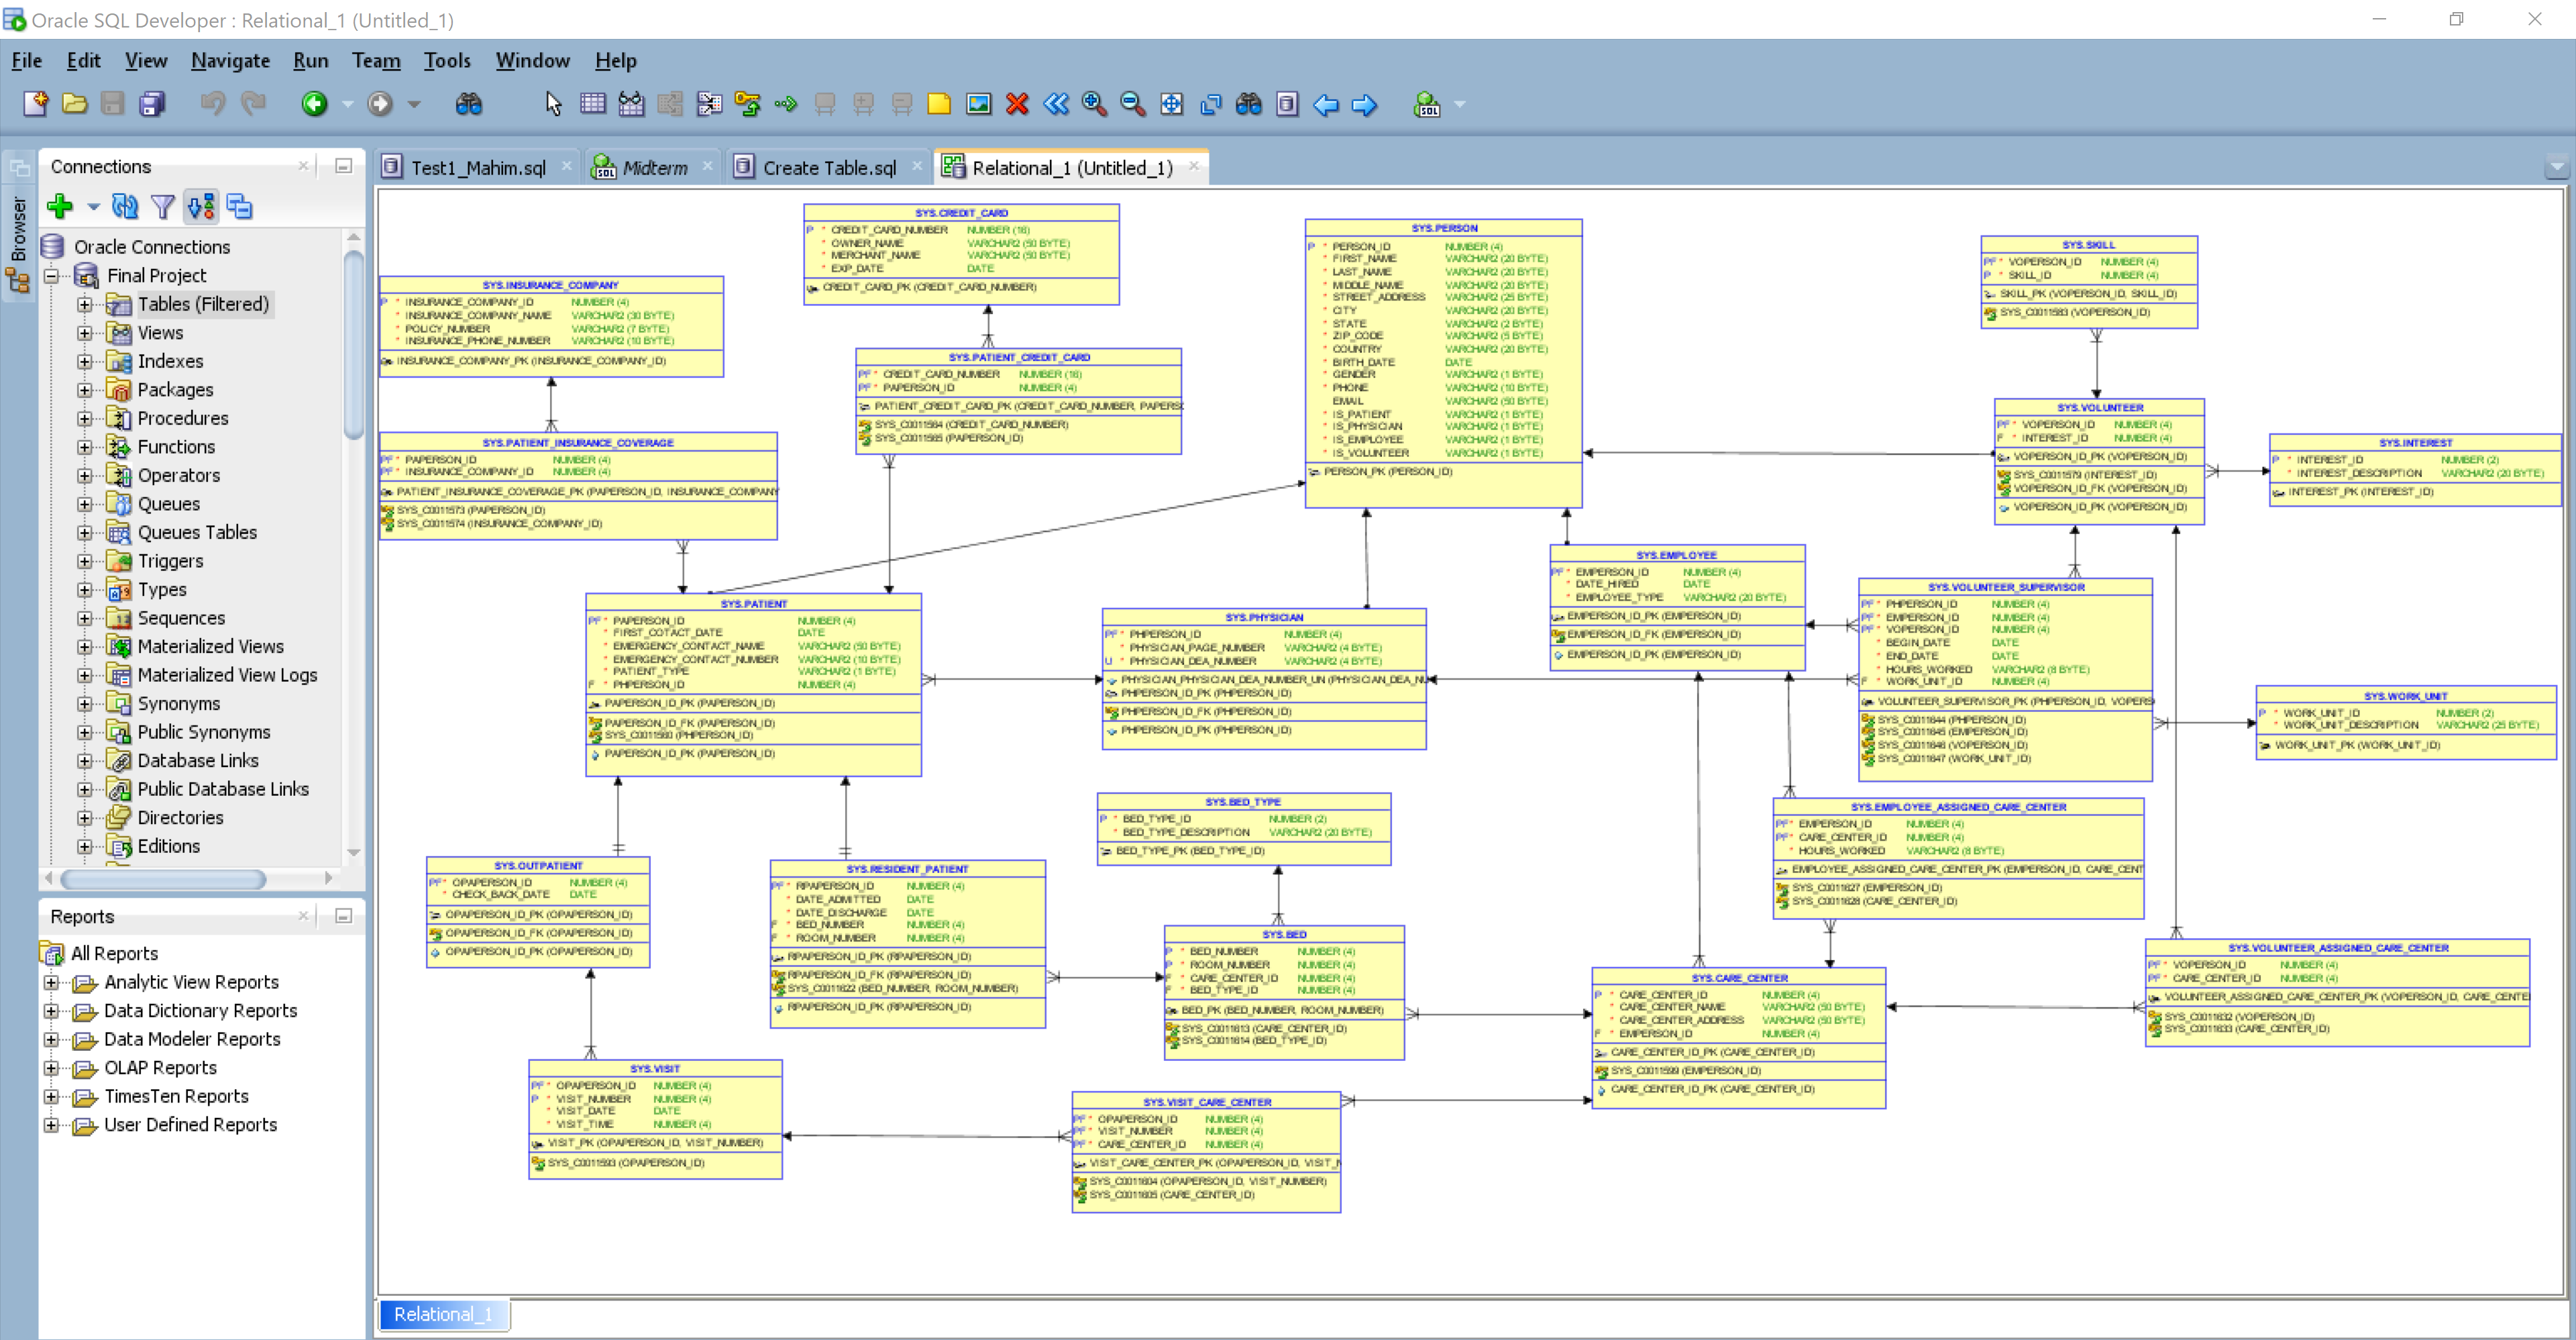 Oracle SQL Developer : Relational_1 (Untitled_1)
File Edit View Navigate Run Team Tools Window Help
Connections
Test1_Mahim.sql
Midterm
Create Table.sql
Relational_1 (Untitled_1)
Browser
Oracle Connections
Final Project
Tables (Filtered)
Views
Indexes
Packages
Procedures
Functions
Operators
Queues
Queues Tables
Triggers
Types
Sequences
Materialized Views
Materialized View Logs
Synonyms
Public Synonyms
Database Links
Public Database Links
Directories
Editions
Reports
All Reports
Analytic View Reports
Data Dictionary Reports
Data Modeler Reports
OLAP Reports
TimesTen Reports
User Defined Reports
SYS.CREDIT_CARD
P * CREDIT_CARD_NUMBER NUMBER (16)
* OWNER_NAME VARCHAR2 (50 BYTE)
* MERCHANT_NAME VARCHAR2 (50 BYTE)
* EXP_DATE DATE
CREDIT_CARD_PK (CREDIT_CARD_NUMBER)
SYS.PERSON
P * PERSON_ID NUMBER (4)
* FIRST_NAME VARCHAR2 (20 BYTE)
* LAST_NAME VARCHAR2 (20 BYTE)
* MIDDLE_NAME VARCHAR2 (20 BYTE)
* STREET_ADDRESS VARCHAR2 (25 BYTE)
* CITY VARCHAR2 (20 BYTE)
* STATE VARCHAR2 (2 BYTE)
* ZIP_CODE VARCHAR2 (5 BYTE)
* COUNTRY VARCHAR2 (20 BYTE)
* BIRTH_DATE DATE
* GENDER VARCHAR2 (1 BYTE)
* PHONE VARCHAR2 (10 BYTE)
EMAIL VARCHAR2 (50 BYTE)
* IS_PATIENT VARCHAR2 (1 BYTE)
* IS_PHYSICIAN VARCHAR2 (1 BYTE)
* IS_EMPLOYEE VARCHAR2 (1 BYTE)
* IS_VOLUNTEER VARCHAR2 (1 BYTE)
PERSON_PK (PERSON_ID)
SYS.SKILL
PF * VOPERSON_ID NUMBER (4)
P * SKILL_ID NUMBER (4)
SKILL_PK (VOPERSON_ID, SKILL_ID)
SYS_C0011583 (VOPERSON_ID)
SYS.INSURANCE_COMPANY
P * INSURANCE_COMPANY_ID NUMBER (4)
* INSURANCE_COMPANY_NAME VARCHAR2 (30 BYTE)
* POLICY_NUMBER VARCHAR2 (7 BYTE)
* INSURANCE_PHONE_NUMBER VARCHAR2 (10 BYTE)
INSURANCE_COMPANY_PK (INSURANCE_COMPANY_ID)
SYS.PATIENT_CREDIT_CARD
PF * CREDIT_CARD_NUMBER NUMBER (16)
PF * PAPERSON_ID NUMBER (4)
PATIENT_CREDIT_CARD_PK (CREDIT_CARD_NUMBER, PAPERS
SYS_C0011564 (CREDIT_CARD_NUMBER)
SYS_C0011565 (PAPERSON_ID)
SYS.VOLUNTEER
PF * VOPERSON_ID NUMBER (4)
F * INTEREST_ID NUMBER (4)
VOPERSON_ID_PK (VOPERSON_ID)
SYS_C0011579 (INTEREST_ID)
VOPERSON_ID_FK (VOPERSON_ID)
VOPERSON_ID_PK (VOPERSON_ID)
SYS.INTEREST
P * INTEREST_ID NUMBER (2)
* INTEREST_DESCRIPTION VARCHAR2 (20 BYTE)
INTEREST_PK (INTEREST_ID)
SYS.PATIENT_INSURANCE_COVERAGE
PF * PAPERSON_ID NUMBER (4)
PF * INSURANCE_COMPANY_ID NUMBER (4)
PATIENT_INSURANCE_COVERAGE_PK (PAPERSON_ID, INSURANCE_COMPANY
SYS_C0011573 (PAPERSON_ID)
SYS_C0011574 (INSURANCE_COMPANY_ID)
SYS.EMPLOYEE
PF * EMPERSON_ID NUMBER (4)
* DATE_HIRED DATE
* EMPLOYEE_TYPE VARCHAR2 (20 BYTE)
EMPERSON_ID_PK (EMPERSON_ID)
EMPERSON_ID_FK (EMPERSON_ID)
EMPERSON_ID_PK (EMPERSON_ID)
SYS.VOLUNTEER_SUPERVISOR
PF * PHPERSON_ID NUMBER (4)
PF * EMPERSON_ID NUMBER (4)
PF * VOPERSON_ID NUMBER (4)
* BEGIN_DATE DATE
* END_DATE DATE
* HOURS_WORKED VARCHAR2 (8 BYTE)
F * WORK_UNIT_ID NUMBER (4)
VOLUNTEER_SUPERVISOR_PK (PHPERSON_ID, VOPERS
SYS_C0011644 (PHPERSON_ID)
SYS_C0011645 (EMPERSON_ID)
SYS_C0011646 (VOPERSON_ID)
SYS_C0011647 (WORK_UNIT_ID)
SYS.PATIENT
PF * PAPERSON_ID NUMBER (4)
* FIRST_COTACT_DATE DATE
* EMERGENCY_CONTACT_NAME VARCHAR2 (50 BYTE)
* EMERGENCY_CONTACT_NUMBER VARCHAR2 (10 BYTE)
* PATIENT_TYPE VARCHAR2 (1 BYTE)
F * PHPERSON_ID NUMBER (4)
PAPERSON_ID_PK (PAPERSON_ID)
PAPERSON_ID_FK (PAPERSON_ID)
SYS_C0011560 (PHPERSON_ID)
PAPERSON_ID_PK (PAPERSON_ID)
SYS.PHYSICIAN
PF * PHPERSON_ID NUMBER (4)
* PHYSICIAN_PAGE_NUMBER VARCHAR2 (4 BYTE)
U * PHYSICIAN_DEA_NUMBER VARCHAR2 (4 BYTE)
PHYSICIAN_PHYSICIAN_DEA_NUMBER_UN (PHYSICIAN_DEA_NU
PHPERSON_ID_PK (PHPERSON_ID)
PHPERSON_ID_FK (PHPERSON_ID)
PHPERSON_ID_PK (PHPERSON_ID)
SYS.WORK_UNIT
P * WORK_UNIT_ID NUMBER (2)
* WORK_UNIT_DESCRIPTION VARCHAR2 (25 BYTE)
WORK_UNIT_PK (WORK_UNIT_ID)
SYS.BED_TYPE
P * BED_TYPE_ID NUMBER (2)
* BED_TYPE_DESCRIPTION VARCHAR2 (20 BYTE)
BED_TYPE_PK (BED_TYPE_ID)
SYS.EMPLOYEE_ASSIGNED_CARE_CENTER
PF * EMPERSON_ID NUMBER (4)
PF * CARE_CENTER_ID NUMBER (4)
* HOURS_WORKED VARCHAR2 (8 BYTE)
EMPLOYEE_ASSIGNED_CARE_CENTER_PK (EMPERSON_ID, CARE_CENT
SYS_C0011627 (EMPERSON_ID)
SYS_C0011628 (CARE_CENTER_ID)
SYS.OUTPATIENT
PF * OPAPERSON_ID NUMBER (4)
* CHECK_BACK_DATE DATE
OPAPERSON_ID_PK (OPAPERSON_ID)
OPAPERSON_ID_FK (OPAPERSON_ID)
OPAPERSON_ID_PK (OPAPERSON_ID)
SYS.RESIDENT_PATIENT
PF * RPAPERSON_ID NUMBER (4)
* DATE_ADMITTED DATE
* DATE_DISCHARGE DATE
F * BED_NUMBER NUMBER (4)
F * ROOM_NUMBER NUMBER (4)
RPAPERSON_ID_PK (RPAPERSON_ID)
RPAPERSON_ID_FK (RPAPERSON_ID)
SYS_C0011622 (BED_NUMBER, ROOM_NUMBER)
RPAPERSON_ID_PK (RPAPERSON_ID)
SYS.BED
P * BED_NUMBER NUMBER (4)
P * ROOM_NUMBER NUMBER (4)
F * CARE_CENTER_ID NUMBER (4)
F * BED_TYPE_ID NUMBER (4)
BED_PK (BED_NUMBER, ROOM_NUMBER)
SYS_C0011613 (CARE_CENTER_ID)
SYS_C0011614 (BED_TYPE_ID)
SYS.CARE_CENTER
P * CARE_CENTER_ID NUMBER (4)
* CARE_CENTER_NAME VARCHAR2 (50 BYTE)
* CARE_CENTER_ADDRESS VARCHAR2 (50 BYTE)
F * EMPERSON_ID NUMBER (4)
CARE_CENTER_ID_PK (CARE_CENTER_ID)
SYS_C0011599 (EMPERSON_ID)
CARE_CENTER_ID_PK (CARE_CENTER_ID)
SYS.VOLUNTEER_ASSIGNED_CARE_CENTER
PF * VOPERSON_ID NUMBER (4)
PF * CARE_CENTER_ID NUMBER (4)
VOLUNTEER_ASSIGNED_CARE_CENTER_PK (VOPERSON_ID, CARE_CENTE
SYS_C0011632 (VOPERSON_ID)
SYS_C0011633 (CARE_CENTER_ID)
SYS.VISIT
PF * OPAPERSON_ID NUMBER (4)
P * VISIT_NUMBER NUMBER (4)
* VISIT_DATE DATE
* VISIT_TIME NUMBER (4)
VISIT_PK (OPAPERSON_ID, VISIT_NUMBER)
SYS_C0011593 (OPAPERSON_ID)
SYS.VISIT_CARE_CENTER
PF * OPAPERSON_ID NUMBER (4)
PF * VISIT_NUMBER NUMBER (4)
PF * CARE_CENTER_ID NUMBER (4)
VISIT_CARE_CENTER_PK (OPAPERSON_ID, VISIT_N
SYS_C0011604 (OPAPERSON_ID, VISIT_NUMBER)
SYS_C0011605 (CARE_CENTER_ID)
Relational_1